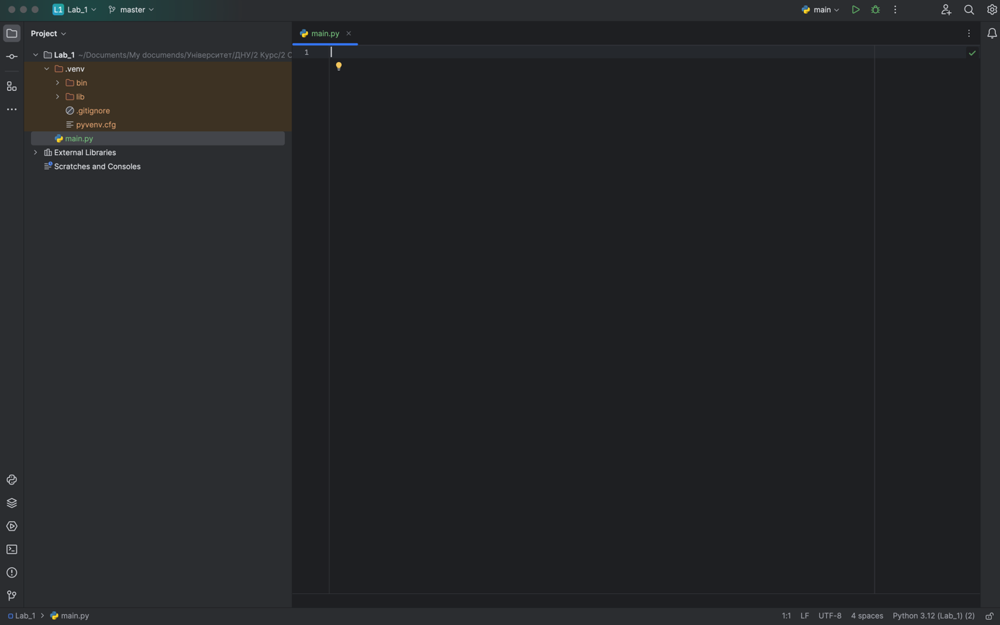 L1 Lab_1 master main
Project
main.py
Lab_1 ~/Documents/My documends/Університет/ДНУ/2 Курс/2 С
1
.venv
bin
lib
.gitignore
pyvenv.cfg
main.py
External Libraries
Scratches and Consoles
Lab_1 main.py 1:1 LF UTF-8 4 spaces Python 3.12 (Lab_1) (2)